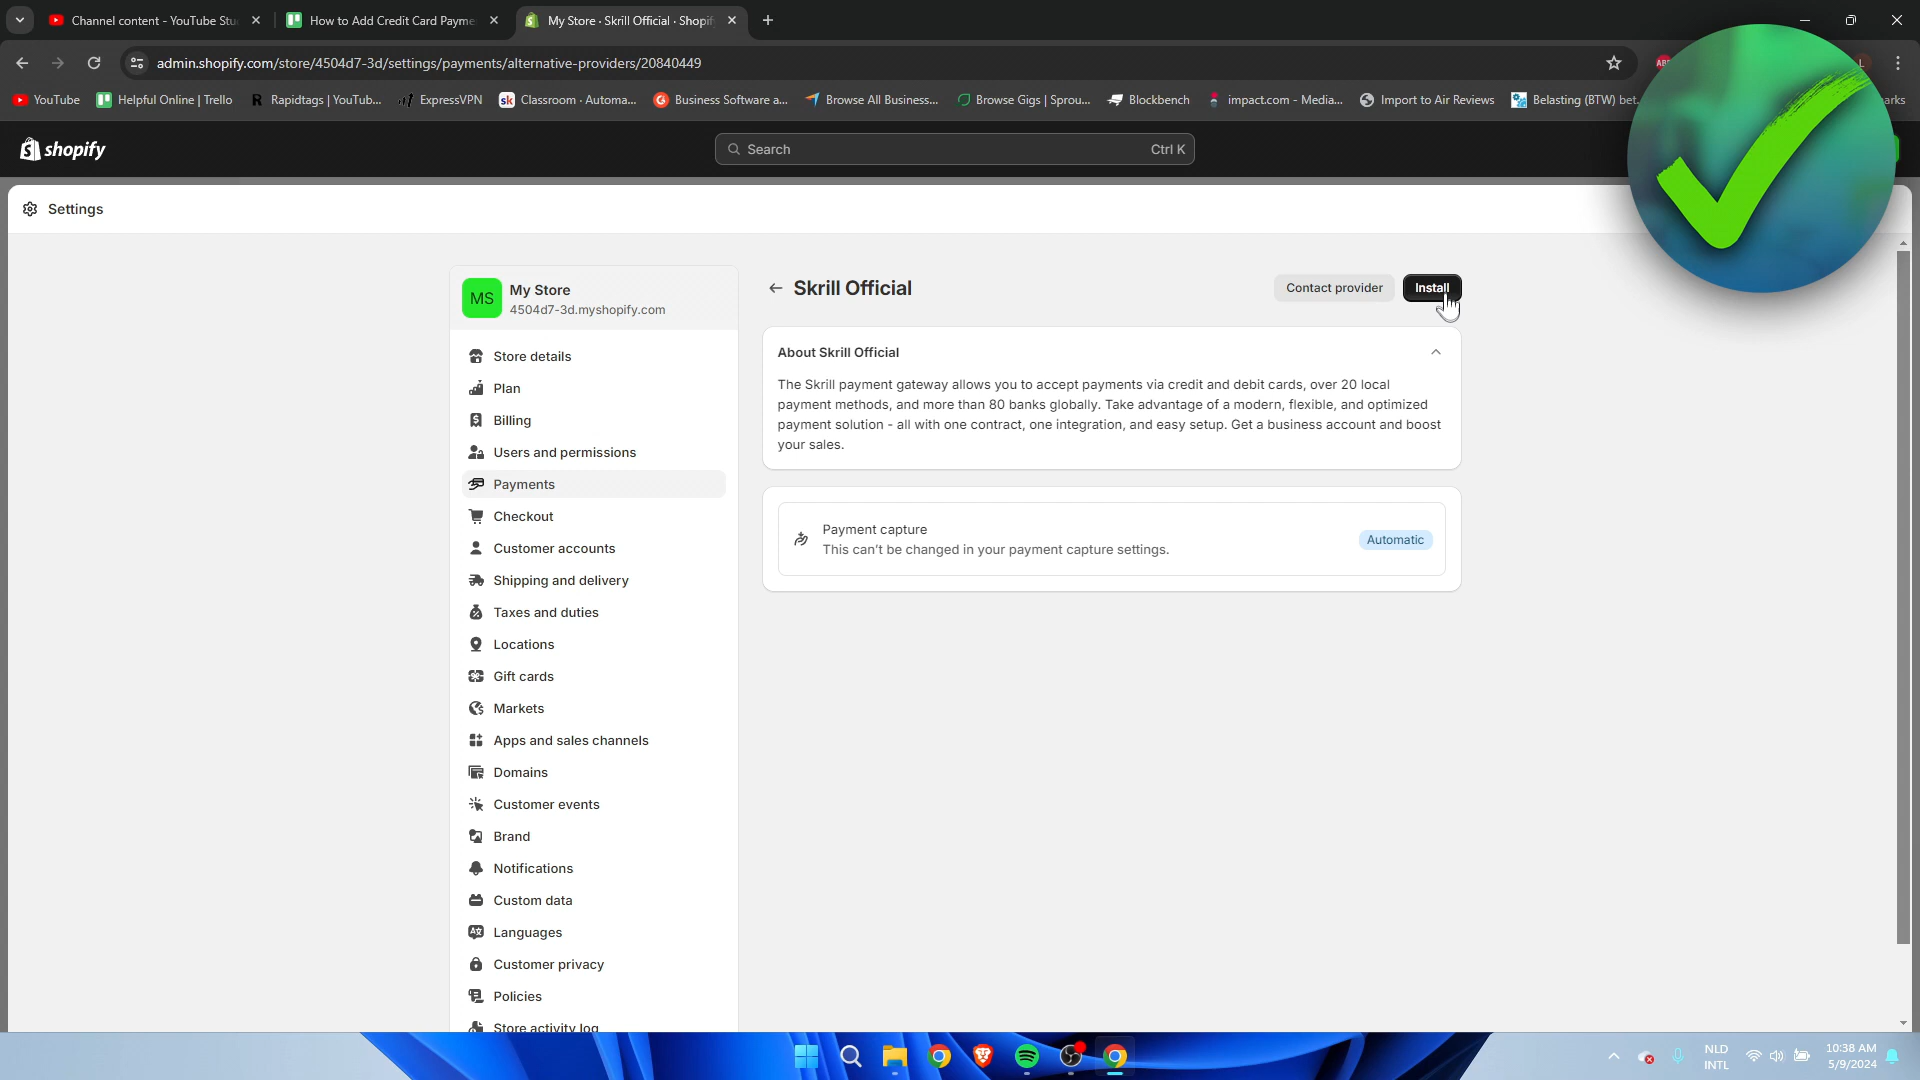 Channel content - YouTube Stu
How to Add Credit Card Payme
My Store · Skrill Official · Shopif
admin.shopify.com/store/4504d7-3d/settings/payments/alternative-providers/20840449
YouTube
Helpful Online | Trello
Rapidtags | YouTub...
ExpressVPN
Classroom - Automa...
Business Software a...
Browse All Business...
Browse Gigs | Sprou...
Blockbench
impact.com - Media...
Import to Air Reviews
Belasting (BTW) bet.
arks
shopify
Search
Ctrl K
Settings
MS
My Store
4504d7-3d.myshopify.com
Store details
Plan
Billing
Users and permissions
Payments
Checkout
Customer accounts
Shipping and delivery
Taxes and duties
Locations
Gift cards
Markets
Apps and sales channels
Domains
Customer events
Brand
Notifications
Custom data
Languages
Customer privacy
Policies
Store activity log
Skrill Official
Contact provider
Install
About Skrill Official
The Skrill payment gateway allows you to accept payments via credit and debit cards, over 20 local
payment methods, and more than 80 banks globally. Take advantage of a modern, flexible, and optimized
payment solution - all with one contract, one integration, and easy setup. Get a business account and boost
your sales.
Payment capture
This can't be changed in your payment capture settings.
Automatic
NLD
INTL
10:38 AM
5/9/2024